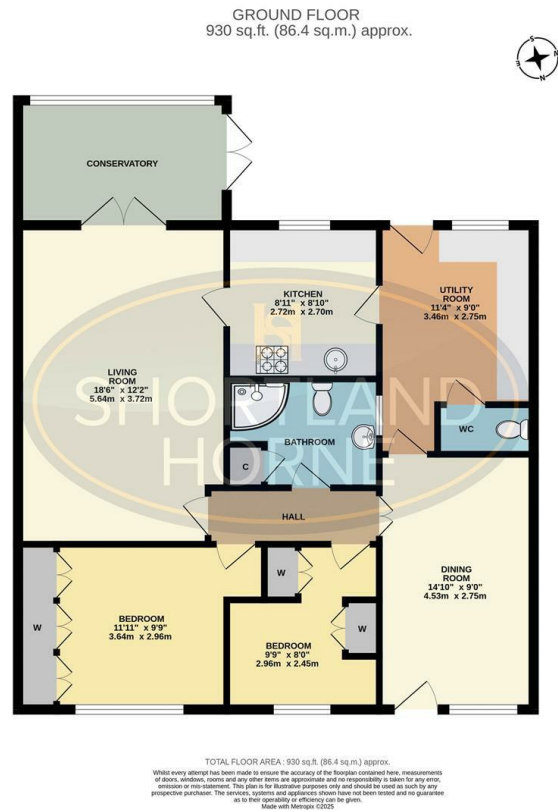 GROUND FLOOR
930 sq.ft. (86.4 sq.m.) approx.
S
E
W
N
CONSERVATORY
KITCHEN
8'11" x 8'10"
2.72m x 2.70m
UTILITY
ROOM
11'4" x 9'0"
3.46m x 2.75m
LIVING
ROOM
18'6" x 12'2"
5.64m x 3.72m
SHORTLAND
HORNE
WC
BATHROOM
C
HALL
W
BEDROOM
11'11" x 9'9"
3.64m x 2.96m
W
BEDROOM
9'9" x 8'0"
2.96m x 2.45m
W
DINING
ROOM
14'10" x 9'0"
4.53m x 2.75m
TOTAL FLOOR AREA : 930 sq.ft. (86.4 sq.m.) approx.
Whilst every attempt has been made to ensure the accuracy of the floorplan contained here, measurements
of doors, windows, rooms and any other items are approximate and no responsibility is taken for any error,
omission or mis-statement. This plan is for illustrative purposes only and should be used as such by any
prospective purchaser. The services, systems and appliances shown have not been tested and no guarantee
as to their operability or efficiency can be given.
Made with Metropix ©2025